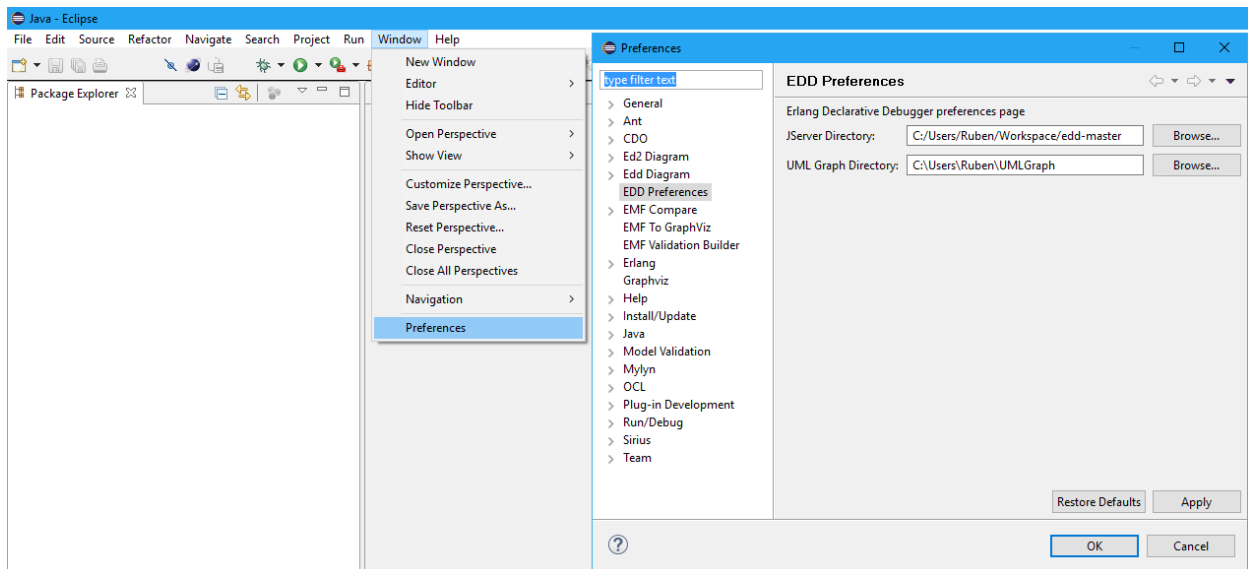 Java - Eclipse
File Edit Source Refactor Navigate Search Project Run Window Help
Package Explorer
New Window
Editor
Hide Toolbar
Open Perspective
Show View
Customize Perspective...
Save Perspective As...
Reset Perspective...
Close Perspective
Close All Perspectives
Navigation
Preferences
Preferences
type filter text
General
Ant
CDO
Ed2 Diagram
Edd Diagram
EDD Preferences
EMF Compare
EMF To GraphViz
EMF Validation Builder
Erlang
Graphviz
Help
Install/Update
Java
Model Validation
Mylyn
OCL
Plug-in Development
Run/Debug
Sirius
Team
EDD Preferences
Erlang Declarative Debugger preferences page
JServer Directory: C:/Users/Ruben/Workspace/edd-master Browse...
UML Graph Directory: C:\Users\Ruben\UMLGraph Browse...
Restore Defaults Apply
? OK Cancel